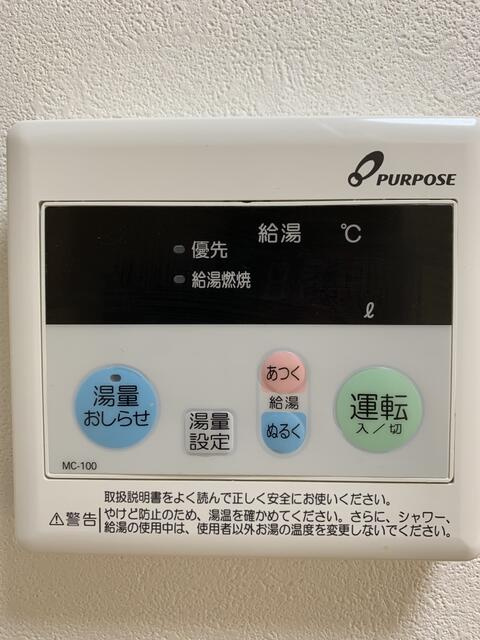 PURPOSE
給湯 ℃
優先
給湯燃焼
ℓ
湯量
おしらせ
湯量
設定
あつく
給湯
ぬるく
運転
入/切
MC-100
取扱説明書をよく読んで正しく安全にお使いください。
⚠警告 やけど防止のため、湯温を確かめてください。さらに、シャワー、
給湯の使用中は、使用者以外お湯の温度を変更しないでください。